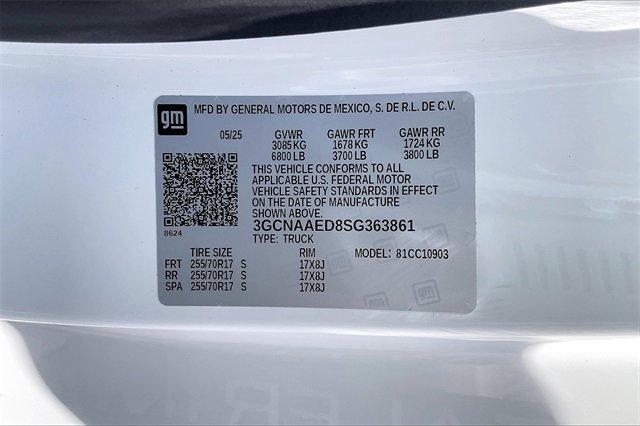 gm
MFD BY GENERAL MOTORS DE MEXICO, S. DE R.L. DE C.V.
05/25 GVWR GAWR FRT GAWR RR
3085 KG 1678 KG 1724 KG
6800 LB 3700 LB 3800 LB
THIS VEHICLE CONFORMS TO ALL
APPLICABLE U.S. FEDERAL MOTOR
VEHICLE SAFETY STANDARDS IN EFFECT
ON THE DATE OF MANUFACTURE
SHOWN ABOVE.
8624
3GCNAAED8SG363861
TYPE: TRUCK
TIRE SIZE RIM MODEL: 81CC10903
FRT 255/70R17 S 17X8J
RR 255/70R17 S 17X8J
SPA 255/70R17 S 17X8J